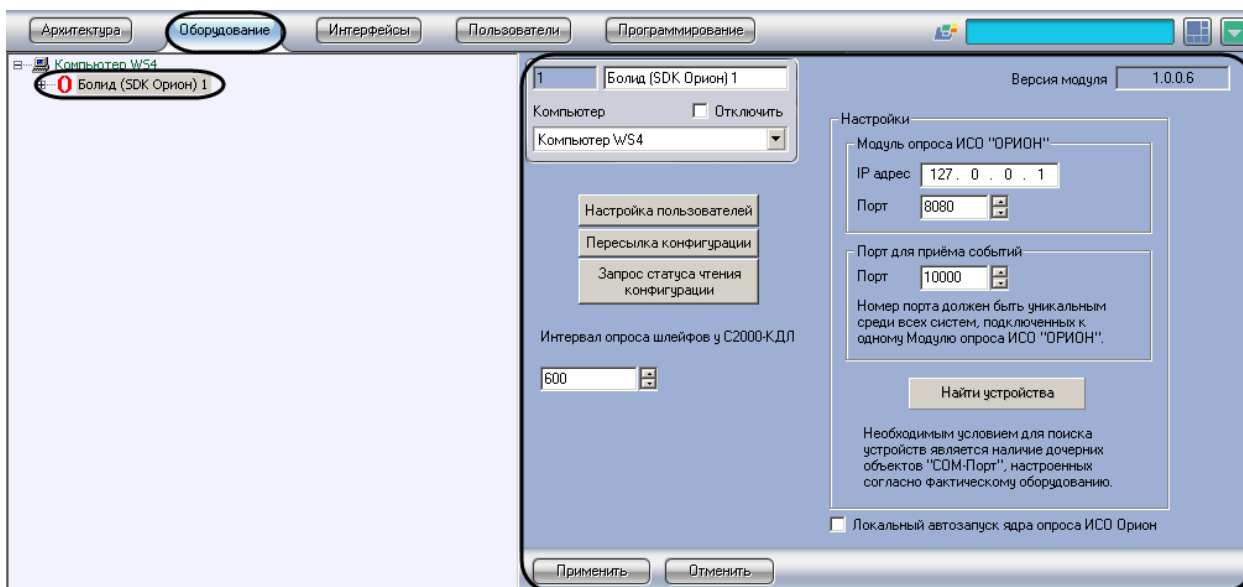 Архитектура
Оборудование
Интерфейсы
Пользователи
Программирование
Компьютер WS4
Болид (SDK Орион) 1
1
Болид (SDK Орион) 1
Компьютер
Отключить
Компьютер WS4
Версия модуля
1.0.0.6
Настройка пользователей
Пересылка конфигурации
Запрос статуса чтения
конфигурации
Интервал опроса шлейфов у С2000-КДЛ
600
Настройки
Модуль опроса ИСО "ОРИОН"
IP адрес 127 . 0 . 0 . 1
Порт 8080
Порт для приёма событий
Порт 10000
Номер порта должен быть уникальным
среди всех систем, подключенных к
одному Модулю опроса ИСО "ОРИОН".
Найти устройства
Необходимым условием для поиска
устройств является наличие дочерних
объектов "COM-Порт", настроенных
согласно фактическому оборудованию.
Локальный автозапуск ядра опроса ИСО Орион
Применить
Отменить